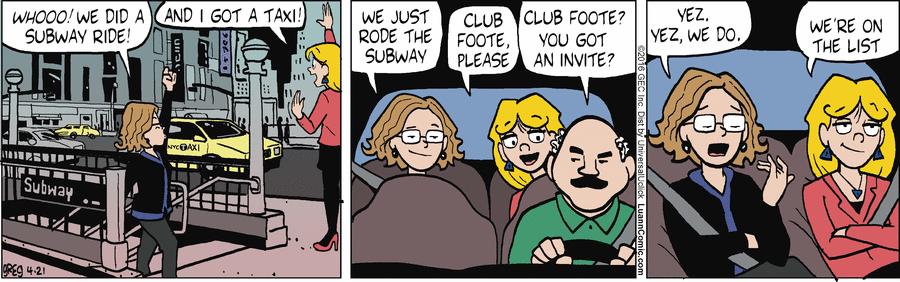 WHOOO! WE DID A
SUBWAY RIDE!
AND I GOT A TAXI!
NYC TAXI
Subway
GREG 4-21
WE JUST
RODE THE
SUBWAY
CLUB
FOOTE,
PLEASE
CLUB FOOTE?
YOU GOT
AN INVITE?
©2016 GEC Inc. Dist by UniversalUclick LuannComic.com
YEZ.
YEZ, WE DO.
WE'RE ON
THE LIST